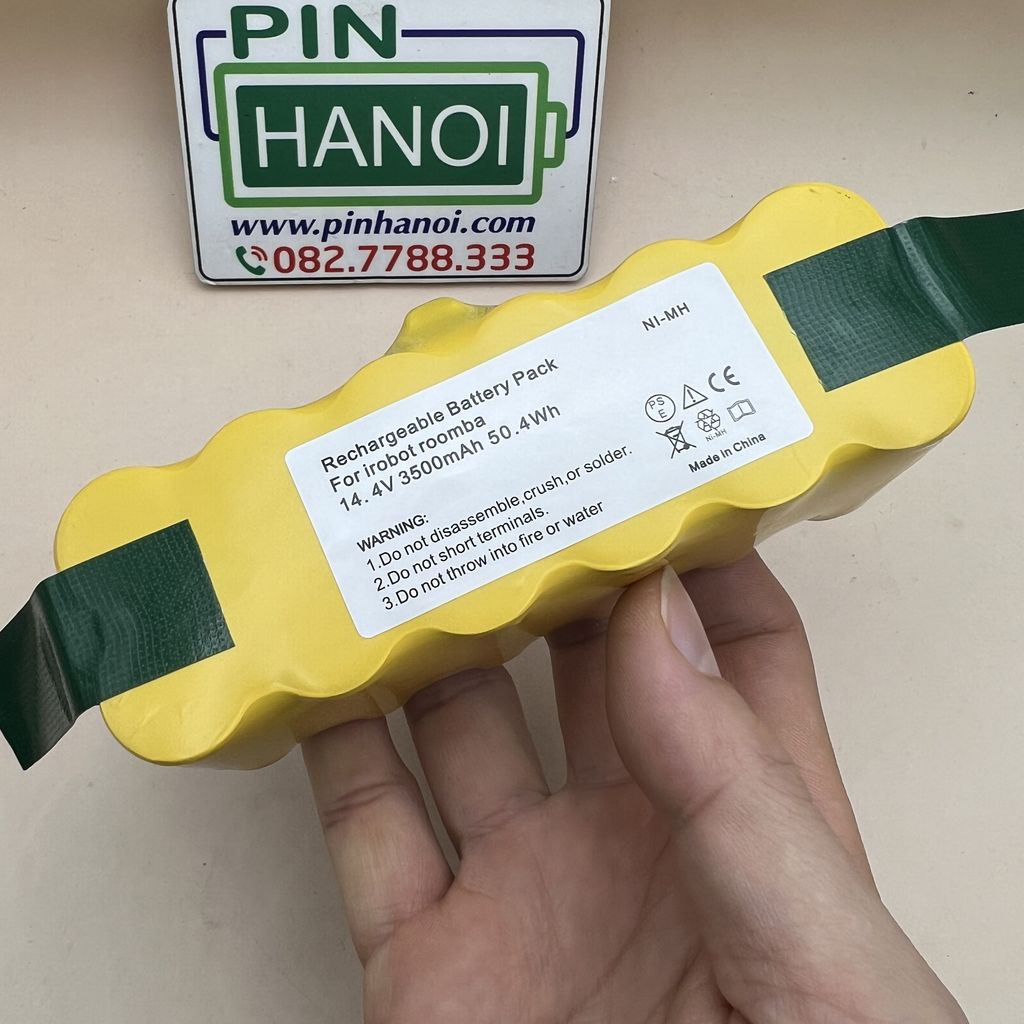 PIN
HANOI
www.pinhanoi.com
082.7788.333
NI-MH
Rechargeable Battery Pack
For irobot roomba
14.4V 3500mAh 50.4Wh
PS
E
CE
Ni-MH
Made in China
WARNING:
1.Do not disassemble,crush,or solder.
2.Do not short terminals.
3.Do not throw into fire or water